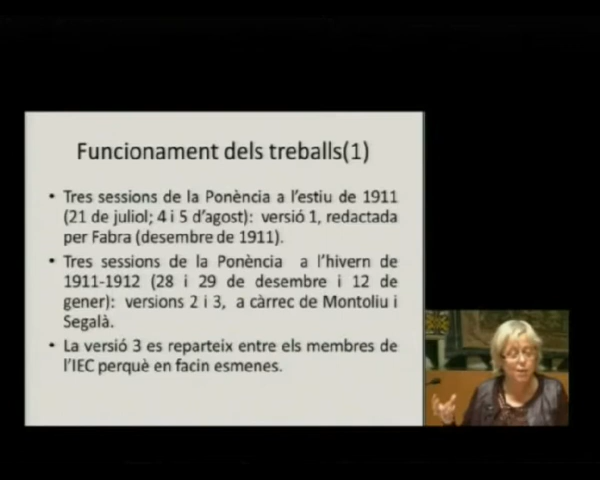 Funcionament dels treballs(1)
• Tres sessions de la Ponència a l'estiu de 1911
(21 de juliol; 4 i 5 d'agost): versió 1, redactada
per Fabra (desembre de 1911).
• Tres sessions de la Ponència a l'hivern de
1911-1912 (28 i 29 de desembre i 12 de
gener): versions 2 i 3, a càrrec de Montoliu i
Segalà.
• La versió 3 es reparteix entre els membres de
l'IEC perquè en facin esmenes.